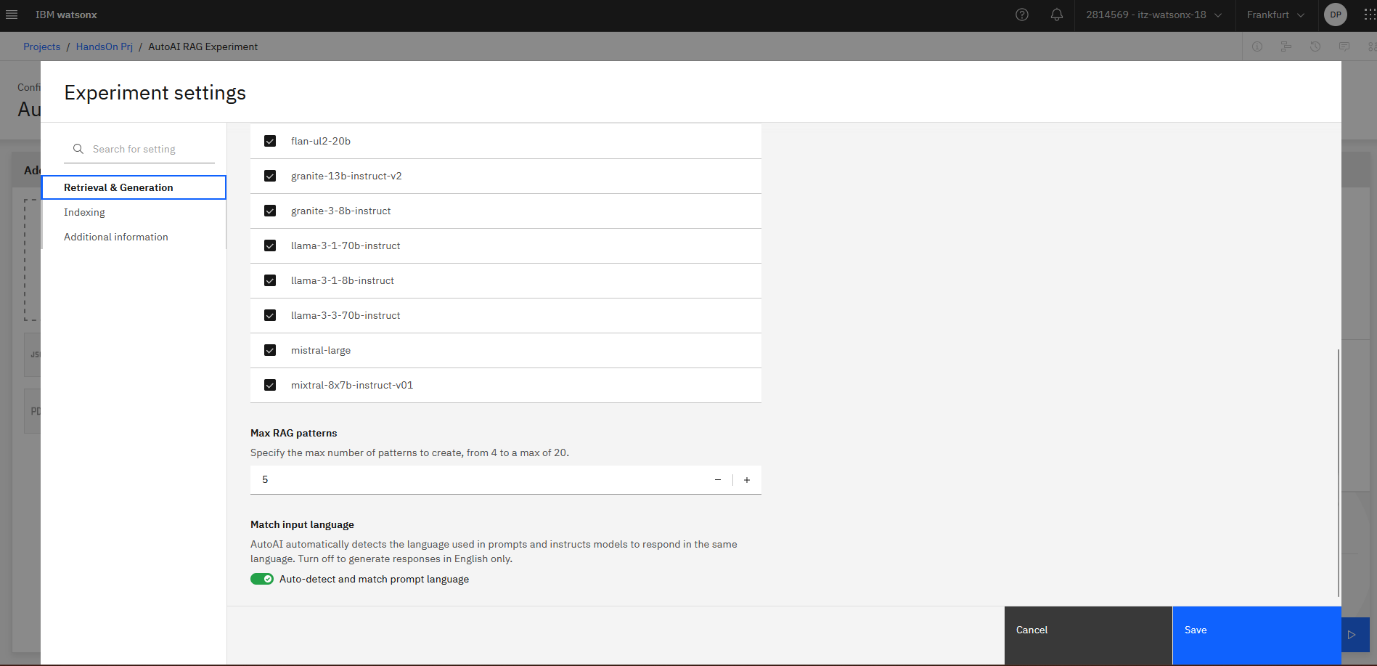 IBM watsonx
2814569 - itz-watsonx-18
Frankfurt
DP
Projects / HandsOn Prj / AutoAI RAG Experiment
Confi
Au
Experiment settings
Search for setting
Retrieval & Generation
Indexing
Additional information
flan-ul2-20b
granite-13b-instruct-v2
granite-3-8b-instruct
llama-3-1-70b-instruct
llama-3-1-8b-instruct
llama-3-3-70b-instruct
mistral-large
mixtral-8x7b-instruct-v01
Max RAG patterns
Specify the max number of patterns to create, from 4 to a max of 20.
5
Match input language
AutoAI automatically detects the language used in prompts and instructs models to respond in the same
language. Turn off to generate responses in English only.
Auto-detect and match prompt language
Cancel
Save